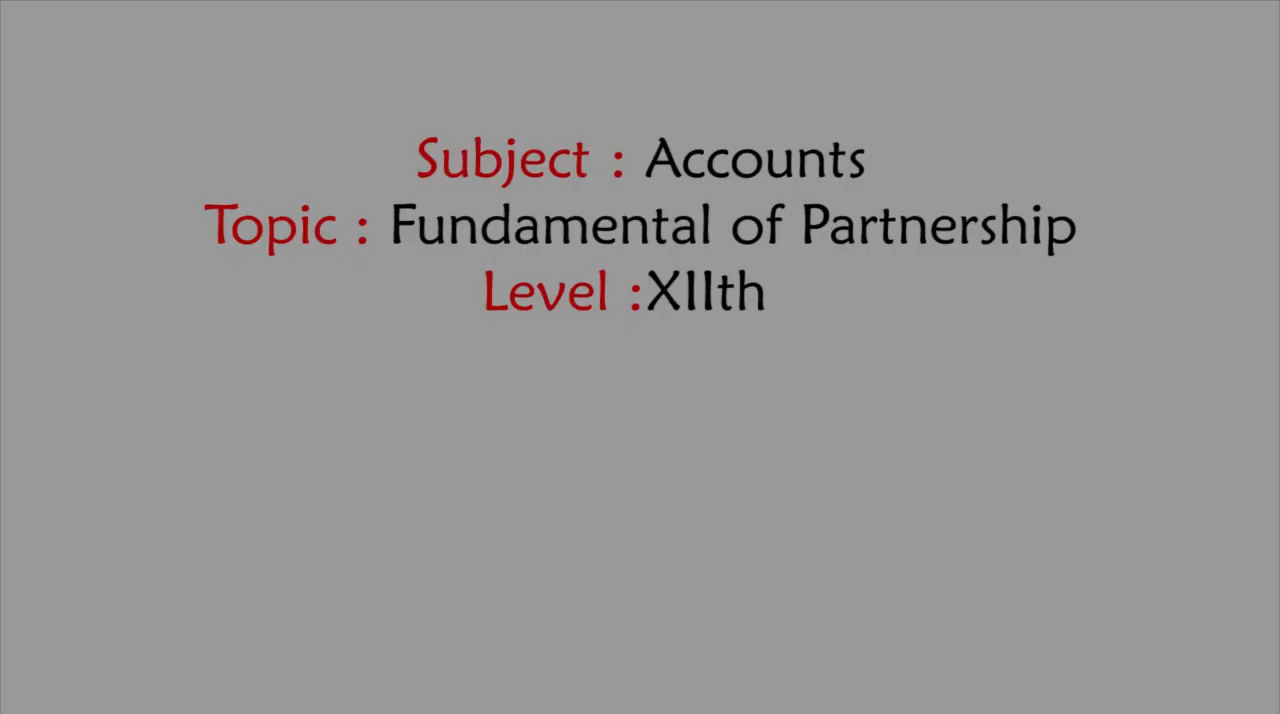 Subject : Accounts
Topic : Fundamental of Partnership
Level :XIIth